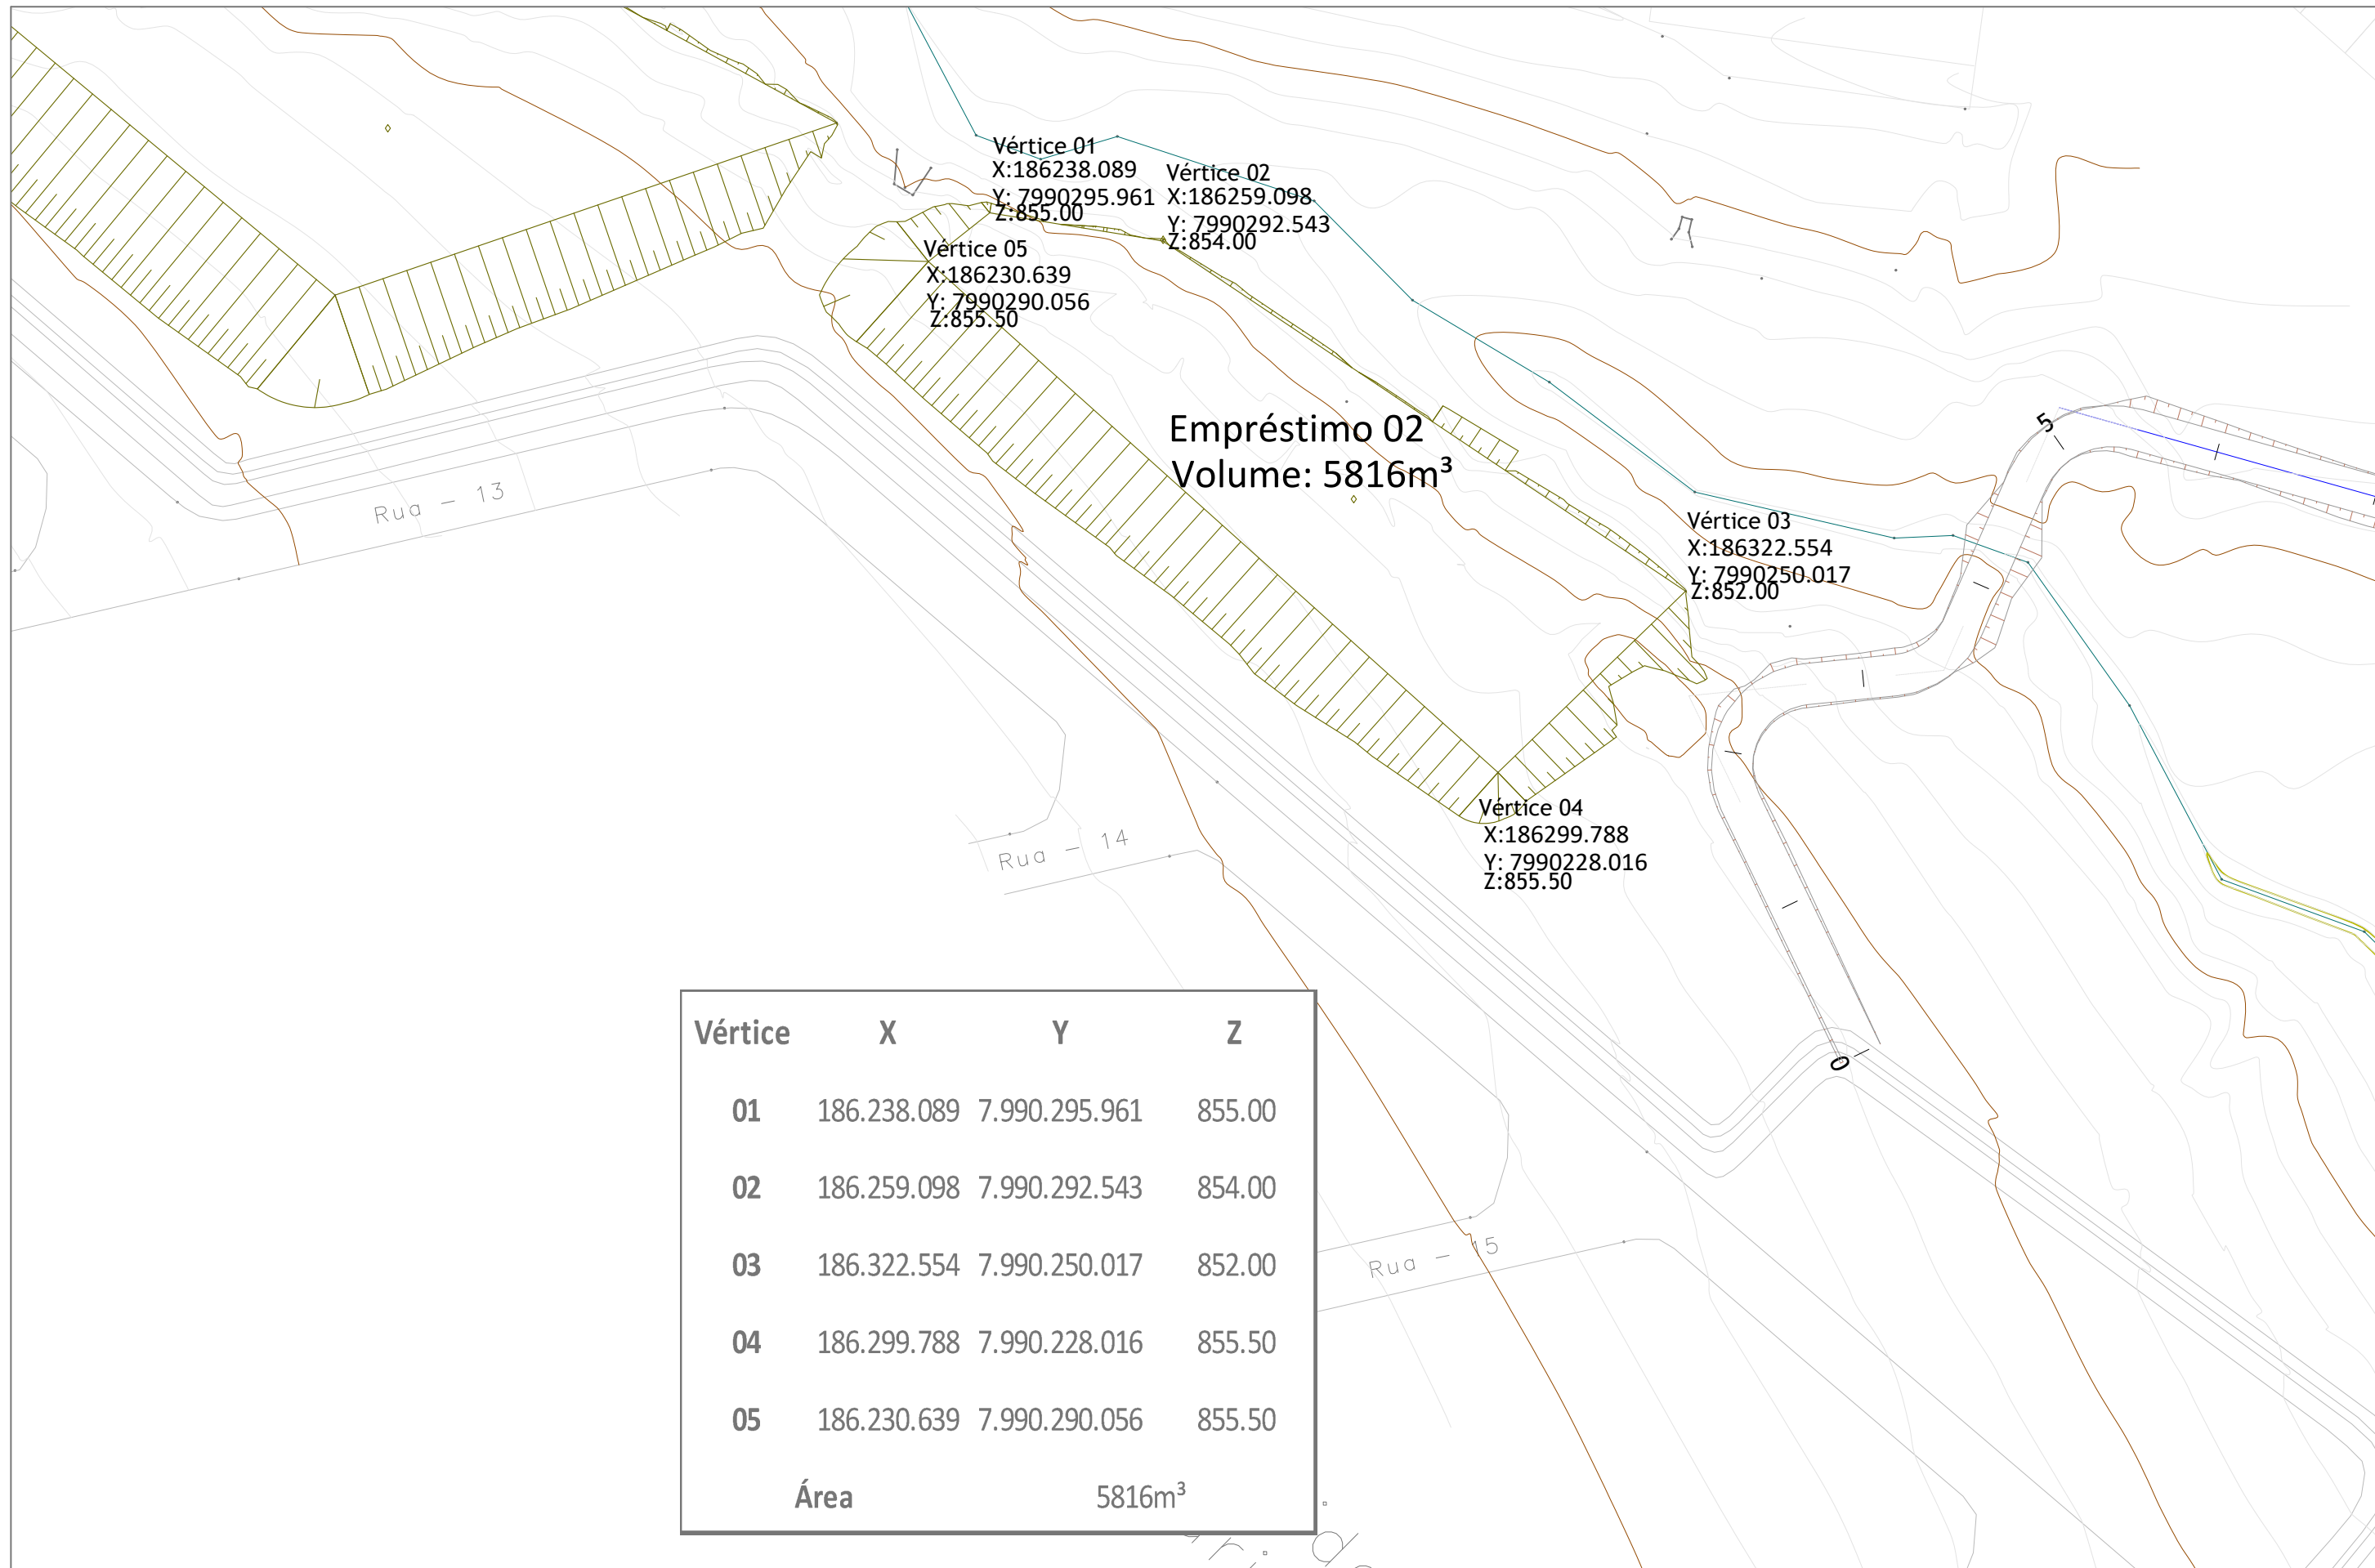 Vértice 01
X:186238.089
Y: 7990295.961
Z:855.00
Vértice 02
X:186259.098
Y: 7990292.543
Z:854.00
Vértice 05
X:186230.639
Y: 7990290.056
Z:855.50
Empréstimo 02
Volume: 5816m³
5
Rua - 13
Vértice 03
X:186322.554
Y: 7990250.017
Z:852.00
Vértice 04
X:186299.788
Y: 7990228.016
Z:855.50
Rua - 14
0
Rua - 15
Vértice X Y Z
01 186.238.089 7.990.295.961 855.00
02 186.259.098 7.990.292.543 854.00
03 186.322.554 7.990.250.017 852.00
04 186.299.788 7.990.228.016 855.50
05 186.230.639 7.990.290.056 855.50
Área 5816m³